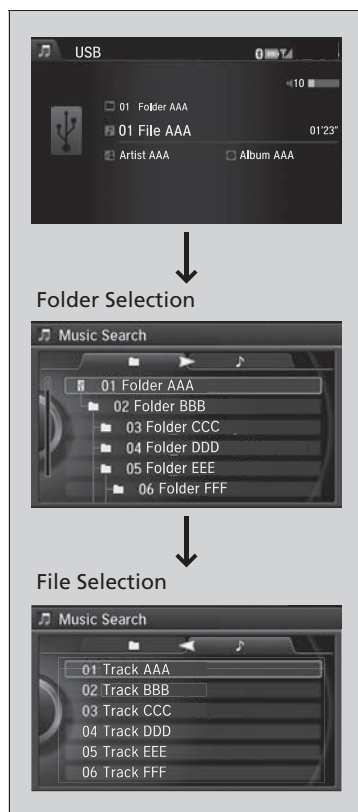 USB
10
01 Folder AAA
01 File AAA 01'23"
Artist AAA Album AAA
Folder Selection
Music Search
01 Folder AAA
02 Folder BBB
03 Folder CCC
04 Folder DDD
05 Folder EEE
06 Folder FFF
File Selection
Music Search
01 Track AAA
02 Track BBB
03 Track CCC
04 Track DDD
05 Track EEE
06 Track FFF